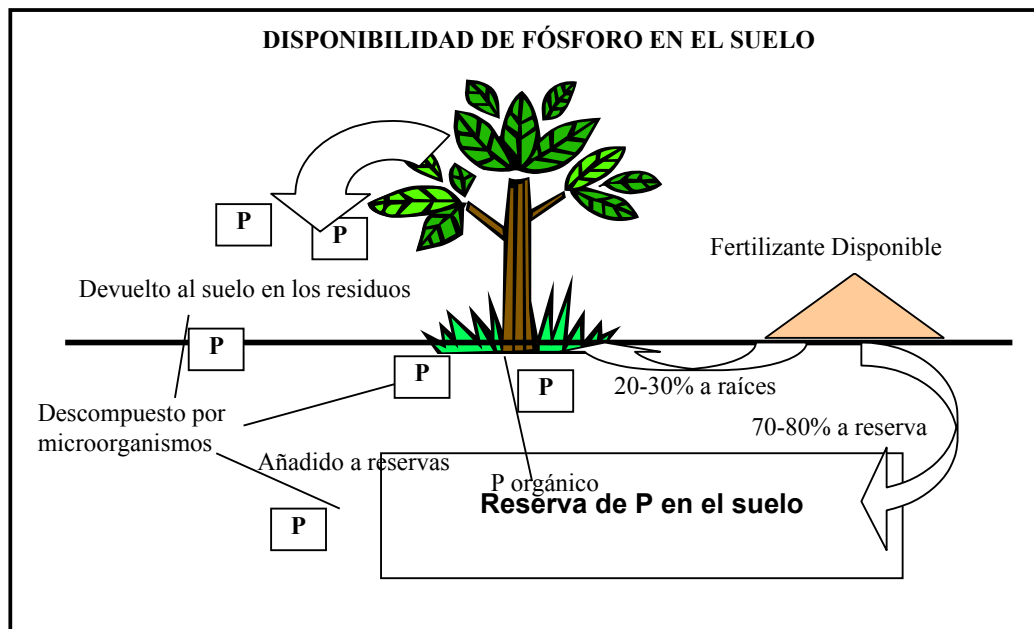 DISPONIBILIDAD DE FÓSFORO EN EL SUELO
P
P
Fertilizante Disponible
Devuelto al suelo en los residuos
P
P
P
20-30% a raíces
Descompuesto por
microorganismos
70-80% a reserva
Añadido a reservas
P orgánico
Reserva de P en el suelo
P